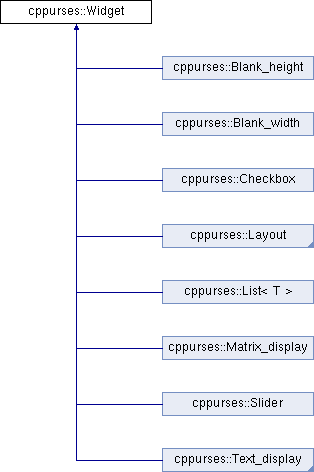 cppurses::Widget
cppurses::Blank_height
cppurses::Blank_width
cppurses::Checkbox
cppurses::Layout
cppurses::List< T >
cppurses::Matrix_display
cppurses::Slider
cppurses::Text_display